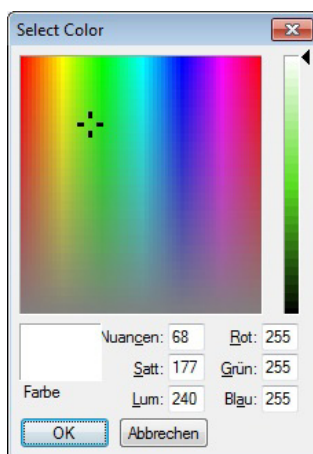 Select Color
Nuancen: 68 Rot: 255
Satt: 177 Grün: 255
Farbe Lum: 240 Blau: 255
OK Abbrechen